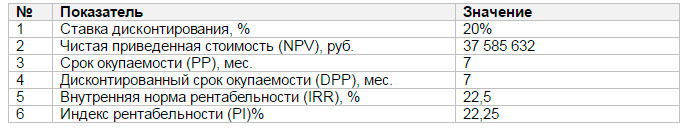 № Показатель Значение
1 Ставка дисконтирования, % 20%
2 Чистая приведенная стоимость (NPV), руб. 37 585 632
3 Срок окупаемости (PP), мес. 7
4 Дисконтированный срок окупаемости (DPP), мес. 7
5 Внутренняя норма рентабельности (IRR), % 22,5
6 Индекс рентабельности (PI)% 22,25